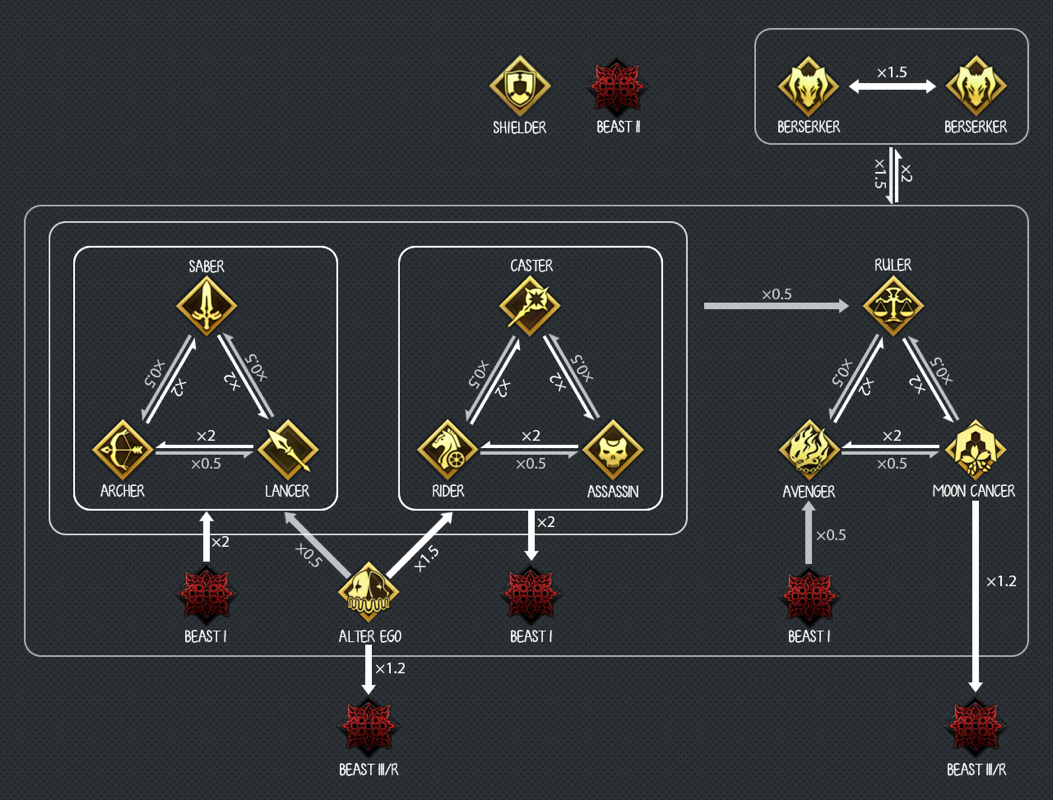 SHIELDER
BEAST II
BERSERKER
×1.5
BERSERKER
×1.5
×2
SABER
×0.5
×2
×2
×0.5
ARCHER
×2
×0.5
LANCER
CASTER
×0.5
×2
×2
×0.5
RIDER
×2
×0.5
ASSASSIN
×0.5
RULER
×0.5
×2
×2
×0.5
AVENGER
×2
×0.5
MOON CANCER
×2
BEAST I
×0.5
×1.5
ALTER EGO
×2
BEAST I
×0.5
BEAST I
×1.2
BEAST III/R
×1.2
BEAST III/R